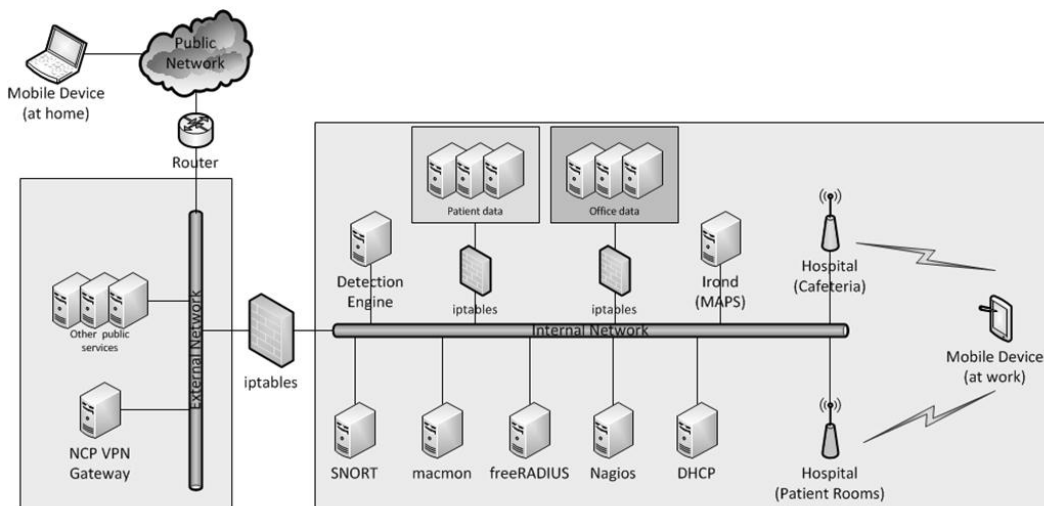 Public
Network
Mobile Device
(at home)
Router
Patient data
Office data
Detection
Engine
iptables
iptables
Irond
(MAPS)
Hospital
(Cafeteria)
Other public
services
External Network
iptables
Internal Network
Mobile Device
(at work)
NCP VPN
Gateway
SNORT
macmon
freeRADIUS
Nagios
DHCP
Hospital
(Patient Rooms)